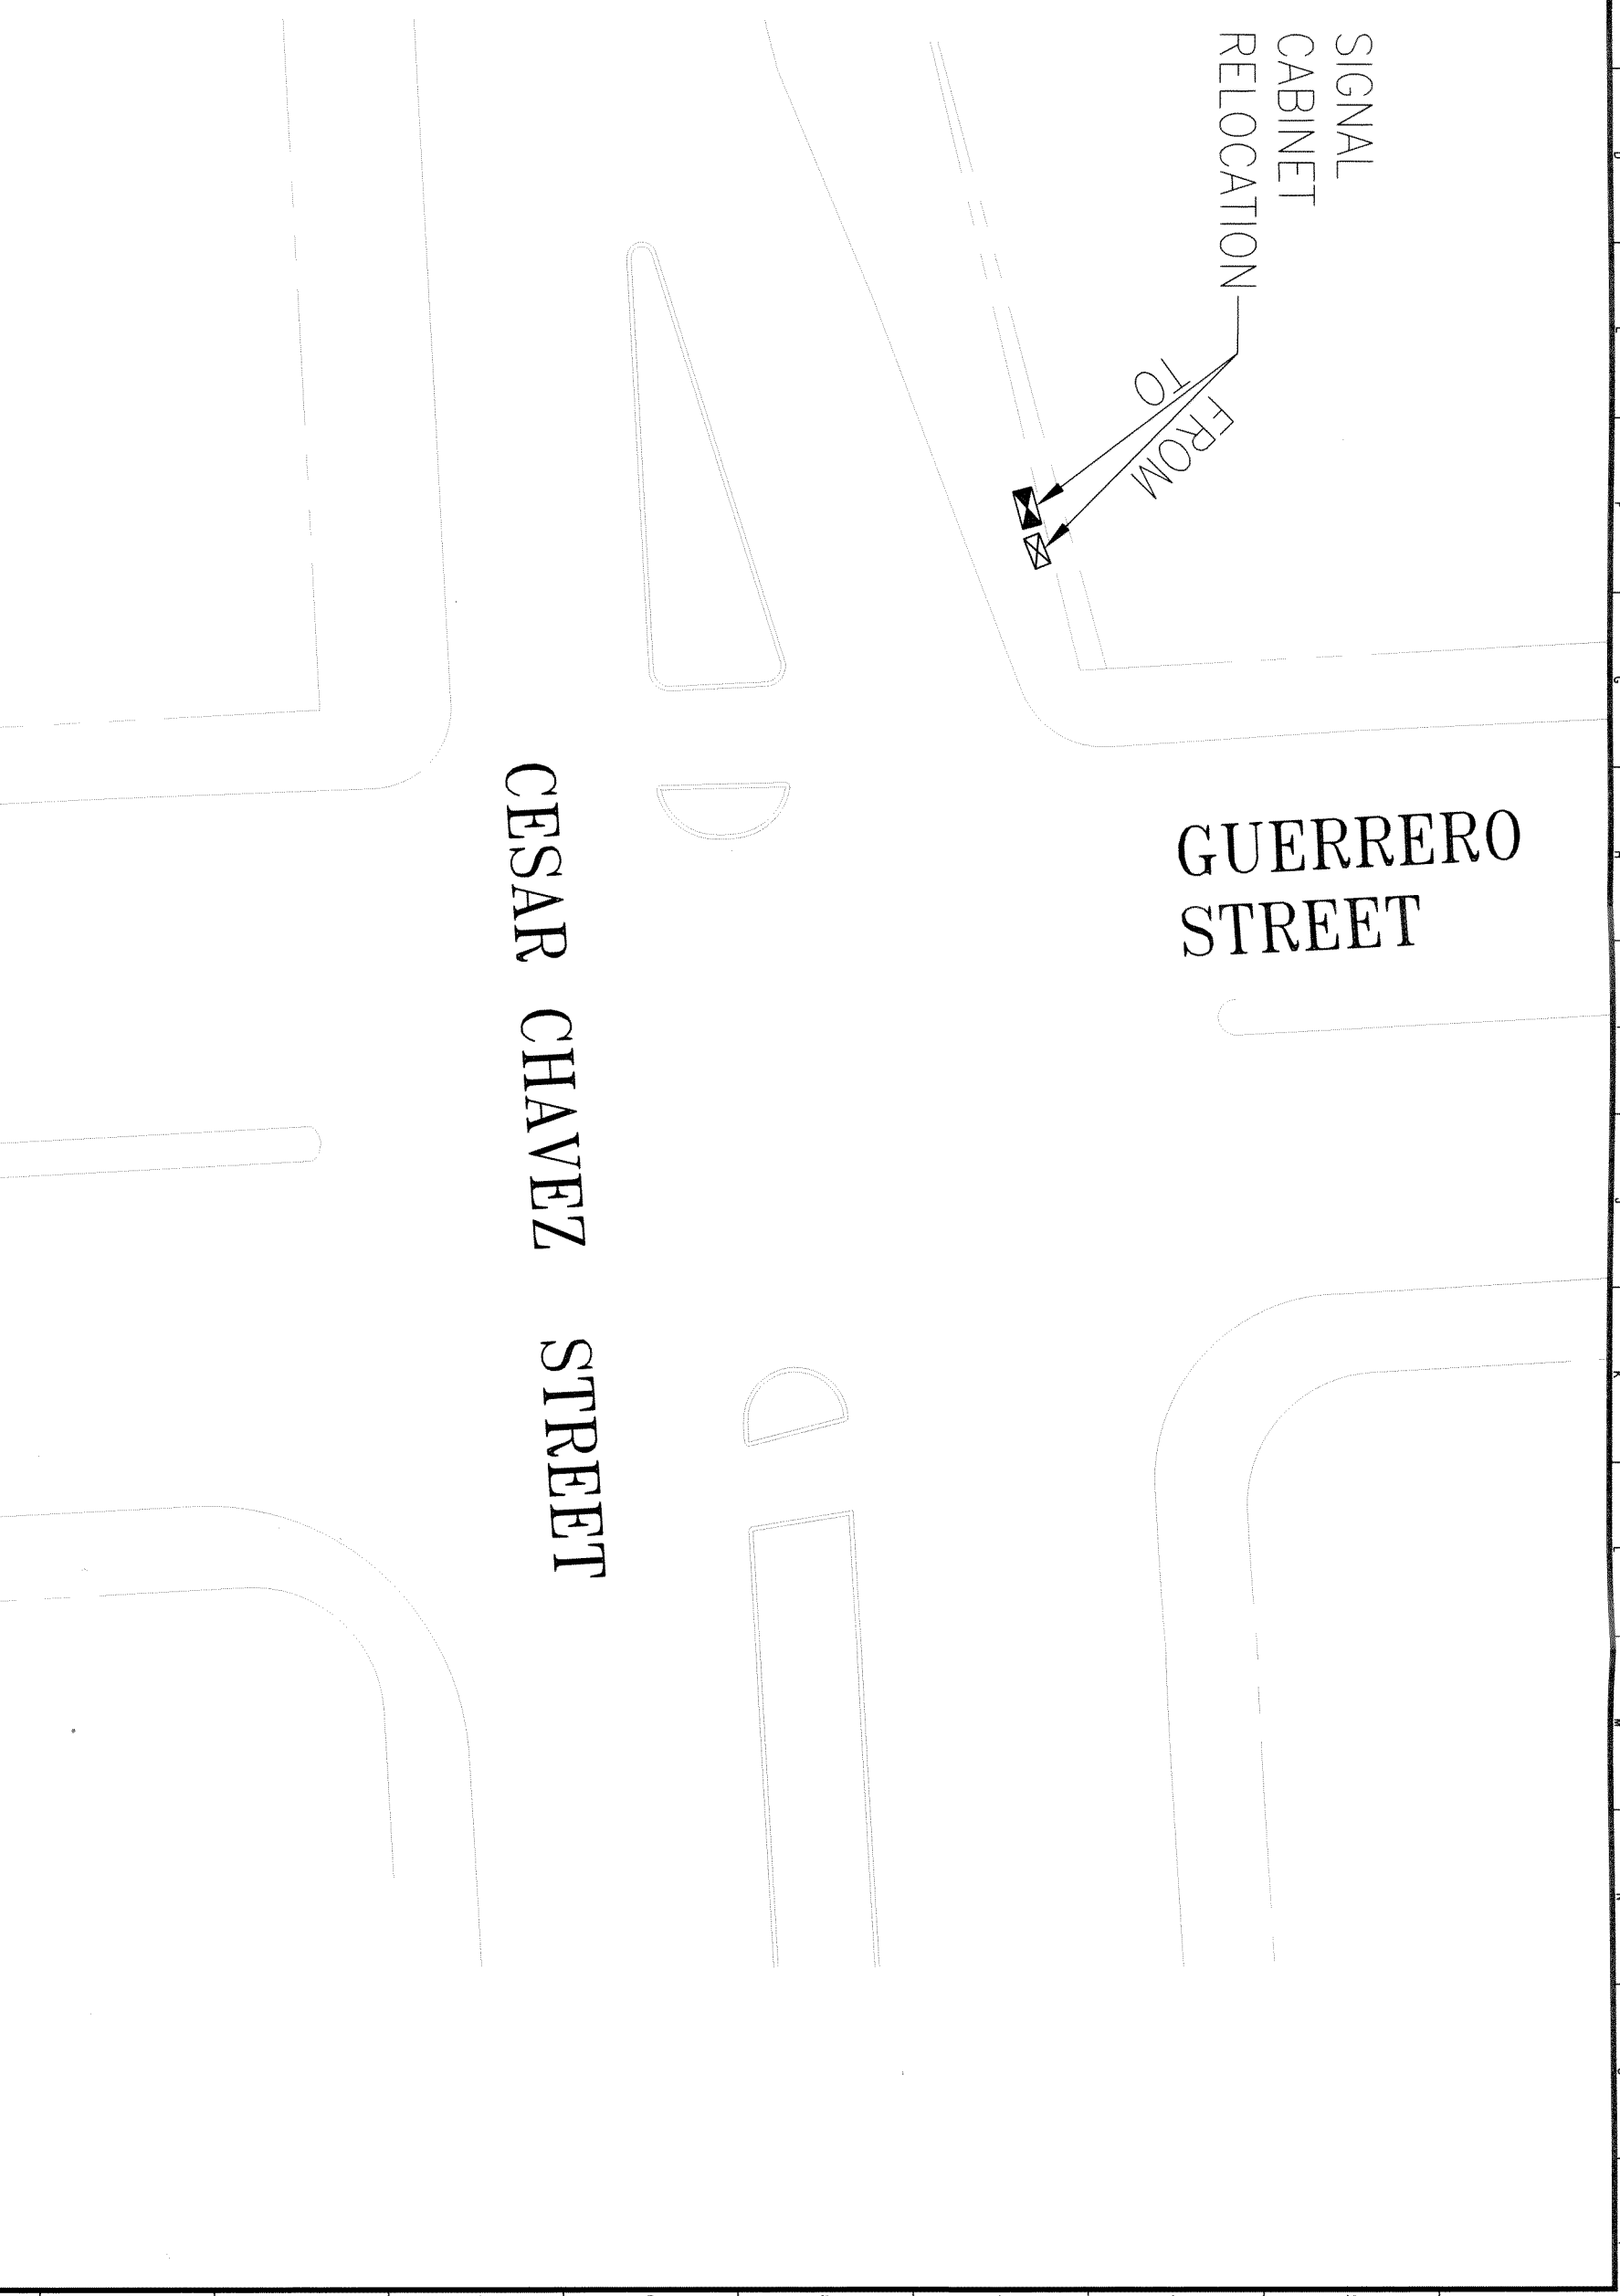 SIGNAL
CABINET
RELOCATION
TO
FROM
GUERRERO
STREET
CESAR CHAVEZ STREET